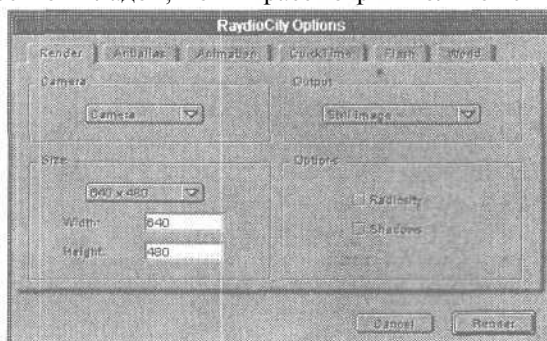 RaydioCity Options
Render Antialias Animation QuickTime Flash World
Camera
Camera
Output
Still Image
Size
640 x 480
Width: 640
Height: 480
Options
Radiosity
Shadows
Cancel Render